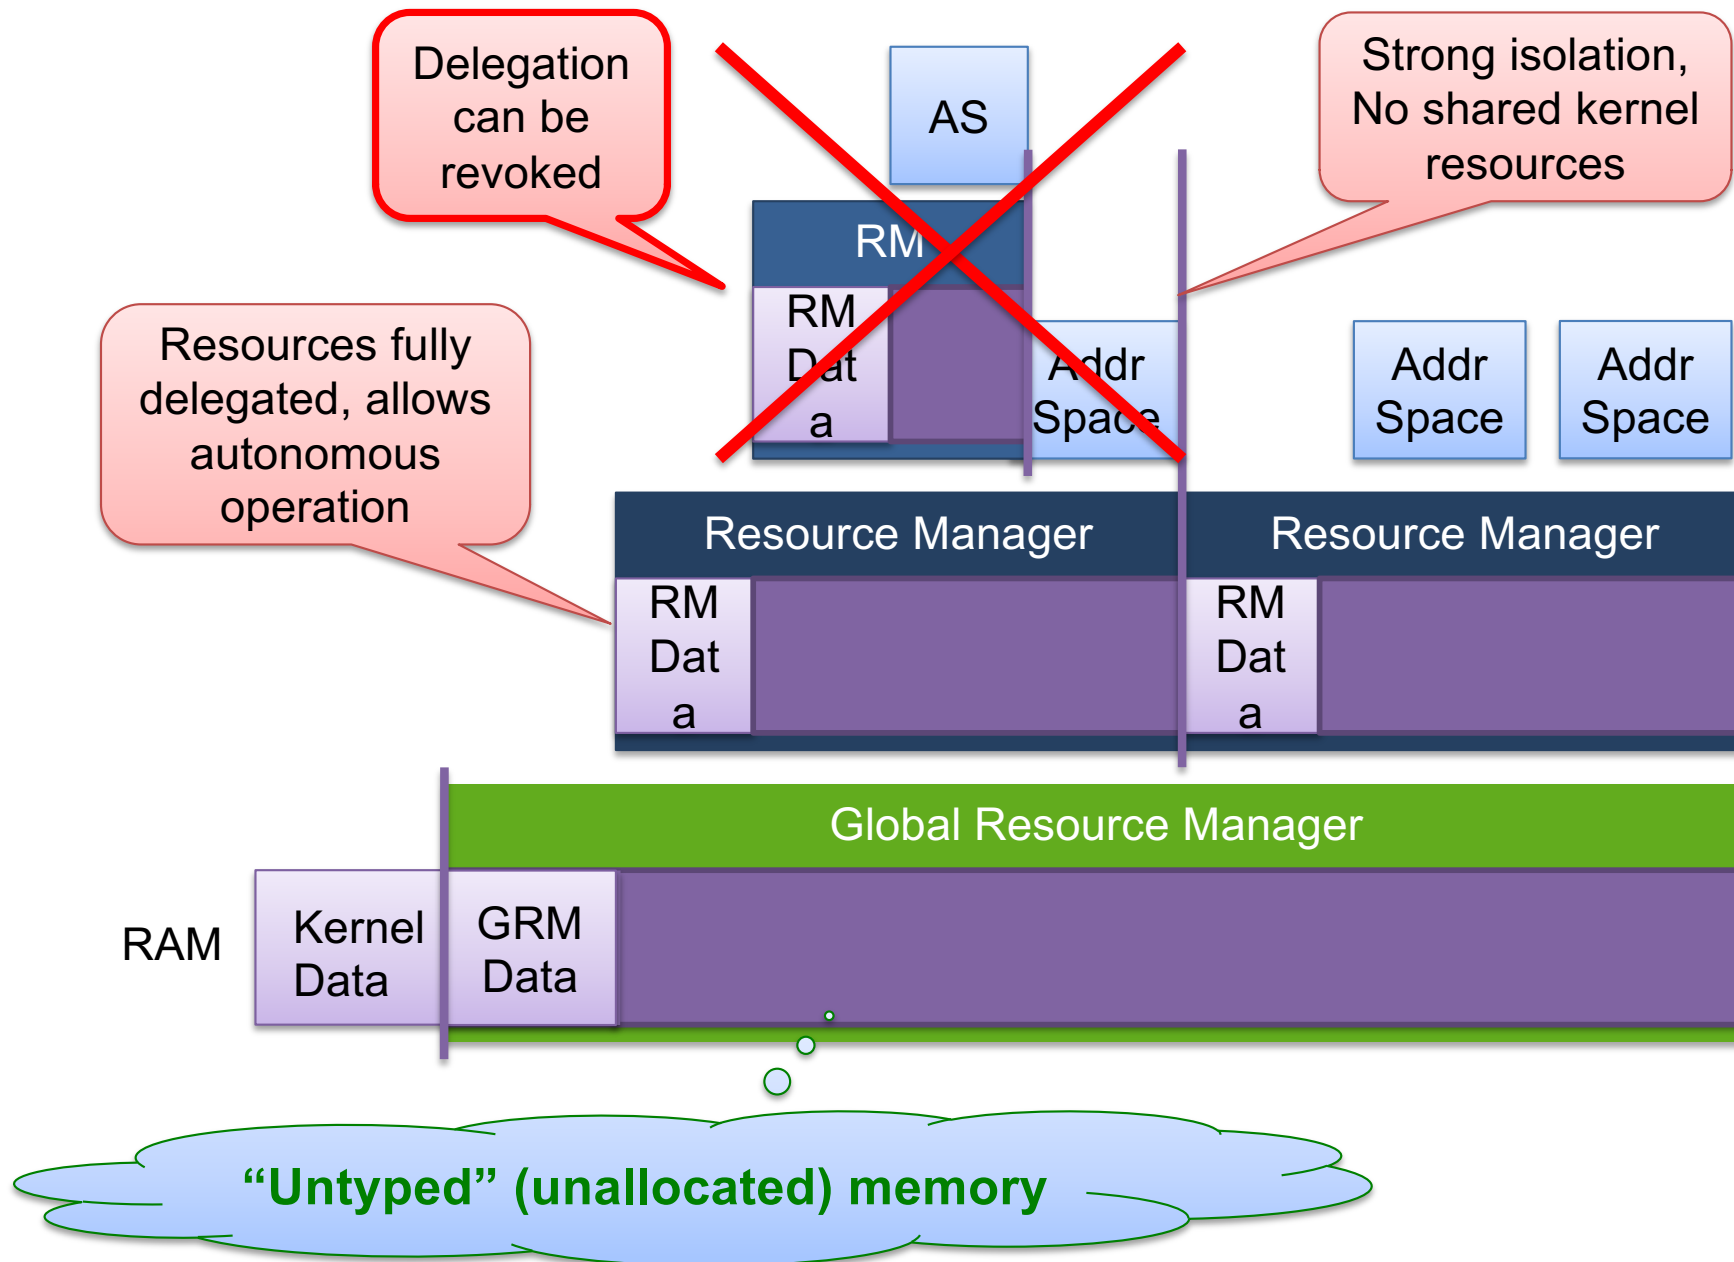 Delegation
can be
revoked
AS
Strong isolation,
No shared kernel
resources
RM
RM
Dat
a
Resources fully
delegated, allows
autonomous
operation
Addr
Space
Addr
Space
Addr
Space
Resource Manager
Resource Manager
RM
Dat
a
RM
Dat
a
Global Resource Manager
RAM
Kernel
Data
GRM
Data
“Untyped” (unallocated) memory